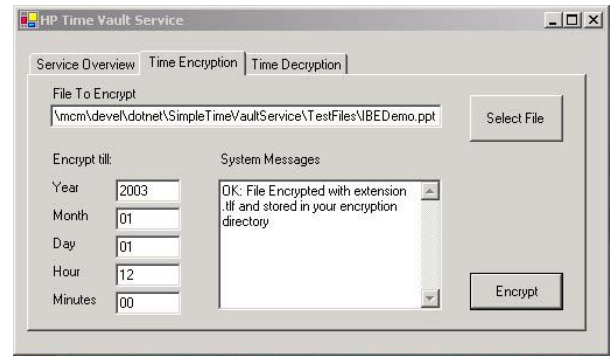 HP Time Vault Service
Service Overview Time Encryption Time Decryption
File To Encrypt
\mcm\devel\dotnet\SimpleTimeVaultService\TestFiles\IBEDemo.ppt
Select File
Encrypt till:
System Messages
Year 2003
Month 01
Day 01
Hour 12
Minutes 00
OK: File Encrypted with extension
.tlf and stored in your encryption
directory
Encrypt